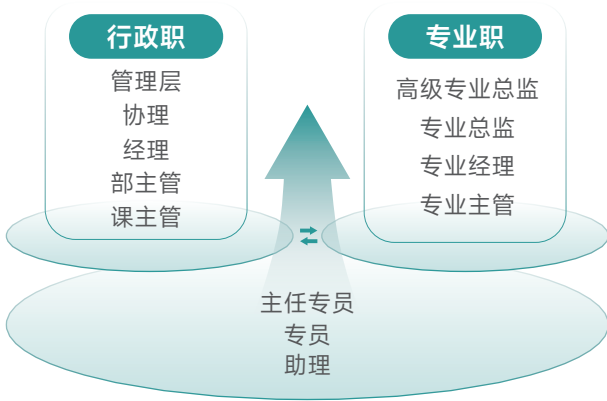 行政职
管理层
协理
经理
部主管
课主管
专业职
高级专业总监
专业总监
专业经理
专业主管
主任专员
专员
助理